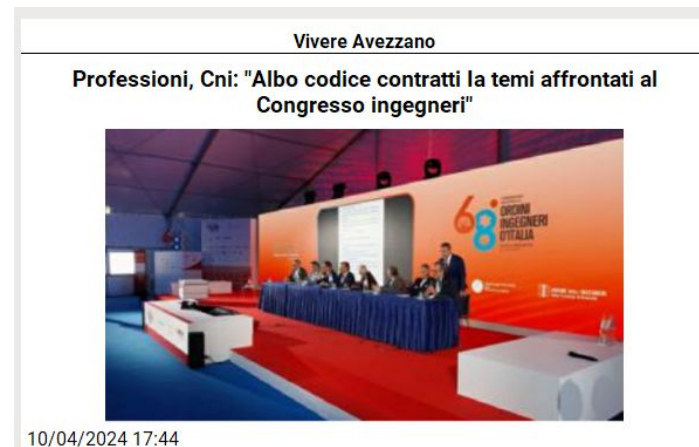 Vivere Avezzano
Professioni, Cni: "Albo codice contratti Ia temi affrontati al
Congresso ingegneri"
68°
ORDINI
INGEGNERI
D'ITALIA
10/04/2024 17:44